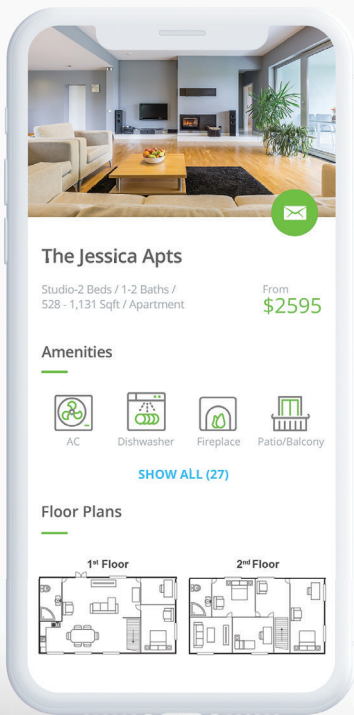 The Jessica Apts
Studio-2 Beds / 1-2 Baths /
528 - 1,131 Sqft / Apartment
From
$2595
Amenities
AC
Dishwasher
Fireplace
Patio/Balcony
SHOW ALL (27)
Floor Plans
1st Floor
2nd Floor